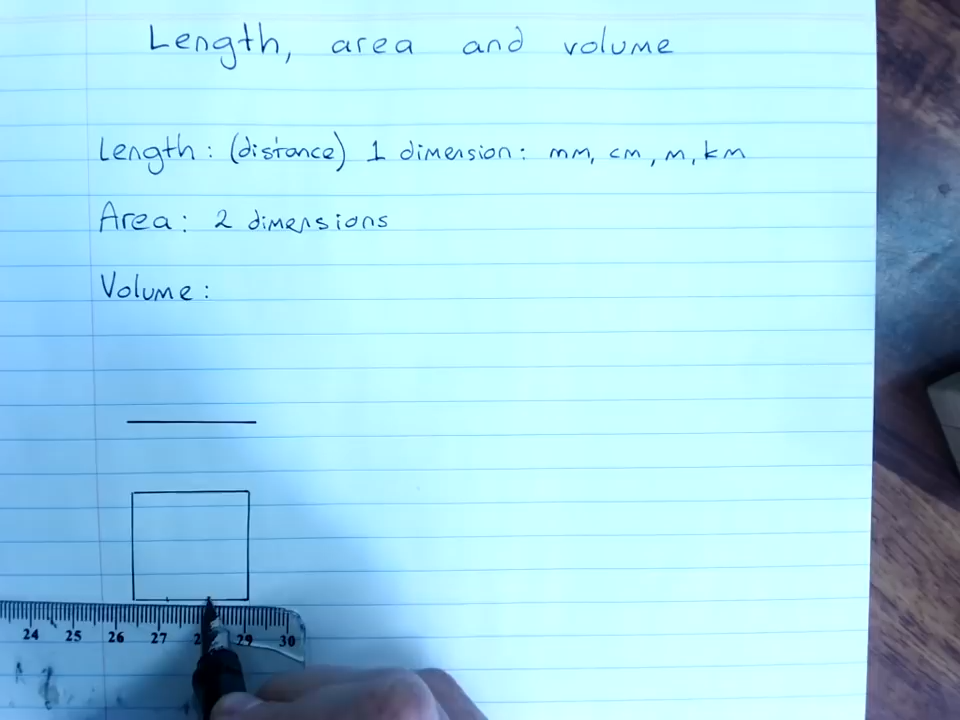 Length, area and volume
Length: (distance) 1 dimension: mm, cm, m, km
Area: 2 dimensions
Volume:
24 25 26 27 29 30